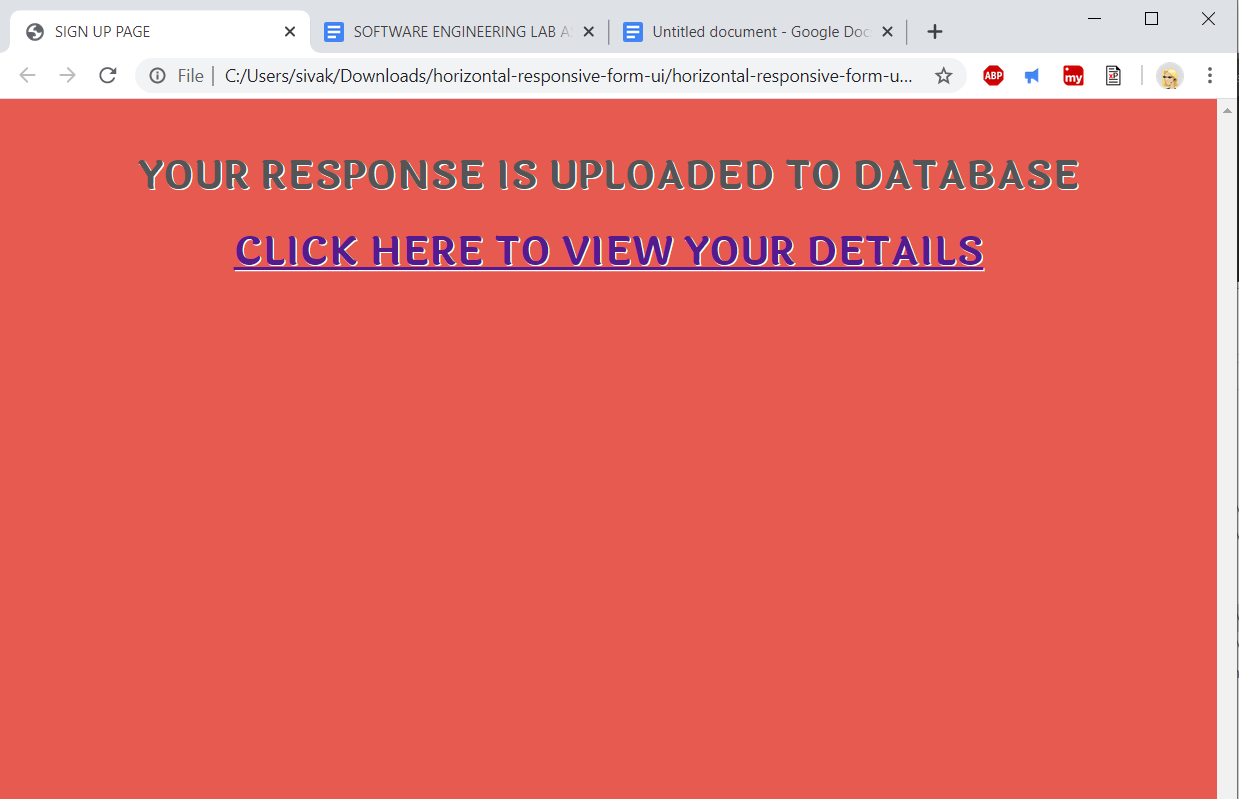 SIGN UP PAGE
SOFTWARE ENGINEERING LAB A
Untitled document - Google Doc
File
C:/Users/sivak/Downloads/horizontal-responsive-form-ui/horizontal-responsive-form-u...
ABP
my
XP
YOUR RESPONSE IS UPLOADED TO DATABASE
CLICK HERE TO VIEW YOUR DETAILS